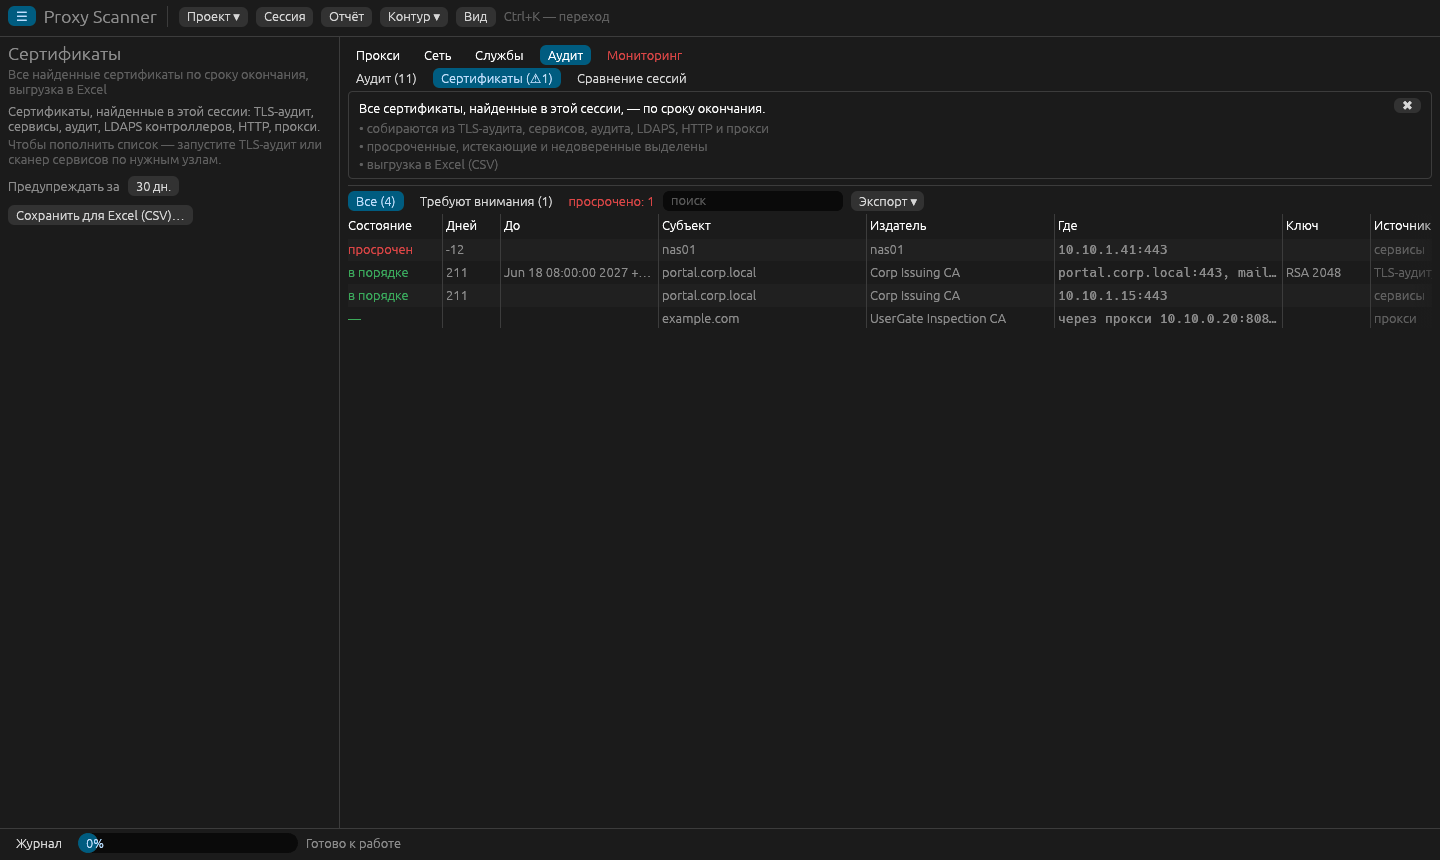 ☰ Proxy Scanner Проект ▾ Сессия Отчёт Контур ▾ Вид Ctrl+K — переход
Сертификаты
Все найденные сертификаты по сроку окончания,
выгрузка в Excel
Сертификаты, найденные в этой сессии: TLS-аудит,
сервисы, аудит, LDAPS контроллеров, HTTP, прокси.
Чтобы пополнить список — запустите TLS-аудит или
сканер сервисов по нужным узлам.
Предупреждать за 30 дн.
Сохранить для Excel (CSV)…
Прокси Сеть Службы Аудит Мониторинг
Аудит (11) Сертификаты (⚠1) Сравнение сессий
Все сертификаты, найденные в этой сессии, — по сроку окончания. ✖
• собираются из TLS-аудита, сервисов, аудита, LDAPS, HTTP и прокси
• просроченные, истекающие и недоверенные выделены
• выгрузка в Excel (CSV)
Все (4) Требуют внимания (1) просрочено: 1 поиск Экспорт ▾
Состояние Дней До Субъект Издатель Где Ключ Источник
просрочен -12 nas01 nas01 10.10.1.41:443 сервисы
в порядке 211 Jun 18 08:00:00 2027 +… portal.corp.local Corp Issuing CA portal.corp.local:443, mail… RSA 2048 TLS-аудит
в порядке 211 portal.corp.local Corp Issuing CA 10.10.1.15:443 сервисы
— example.com UserGate Inspection CA через прокси 10.10.0.20:808… прокси
Журнал 0% Готово к работе